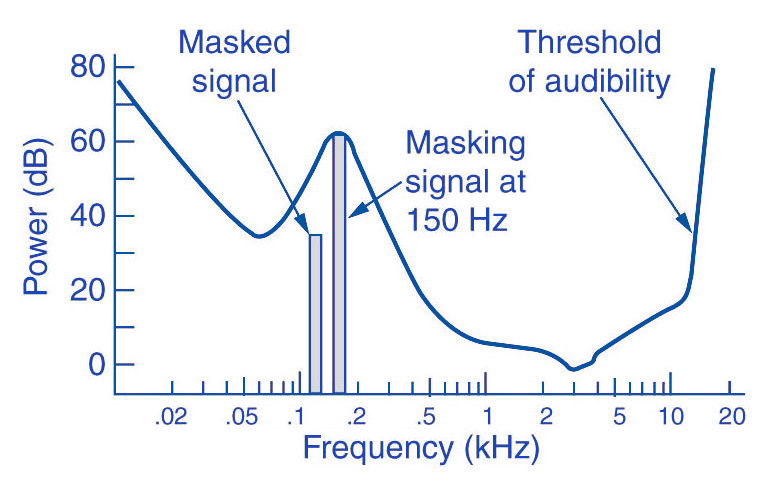 Masked
signal
Threshold
of audibility
Masking
signal at
150 Hz
Power (dB)
80
60
40
20
0
.02 .05 .1 .2 .5 1 2 5 10 20
Frequency (kHz)